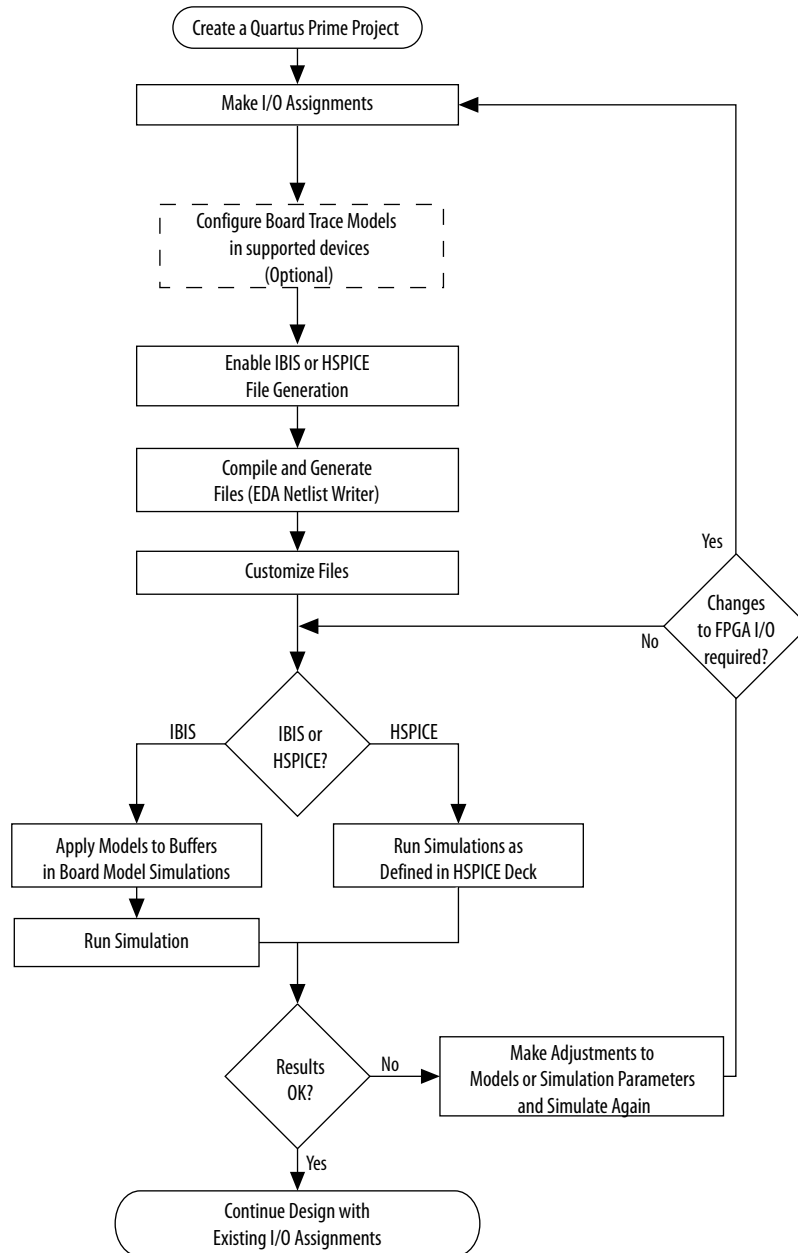 Create a Quartus Prime Project
Make I/O Assignments
Configure Board Trace Models
in supported devices
(Optional)
Enable IBIS or HSPICE
File Generation
Compile and Generate
Files (EDA Netlist Writer)
Customize Files
Yes
Changes
to FPGA I/O
required?
No
IBIS
IBIS or
HSPICE?
HSPICE
Apply Models to Buffers
in Board Model Simulations
Run Simulations as
Defined in HSPICE Deck
Run Simulation
Results
OK?
No
Make Adjustments to
Models or Simulation Parameters
and Simulate Again
Yes
Continue Design with
Existing I/O Assignments